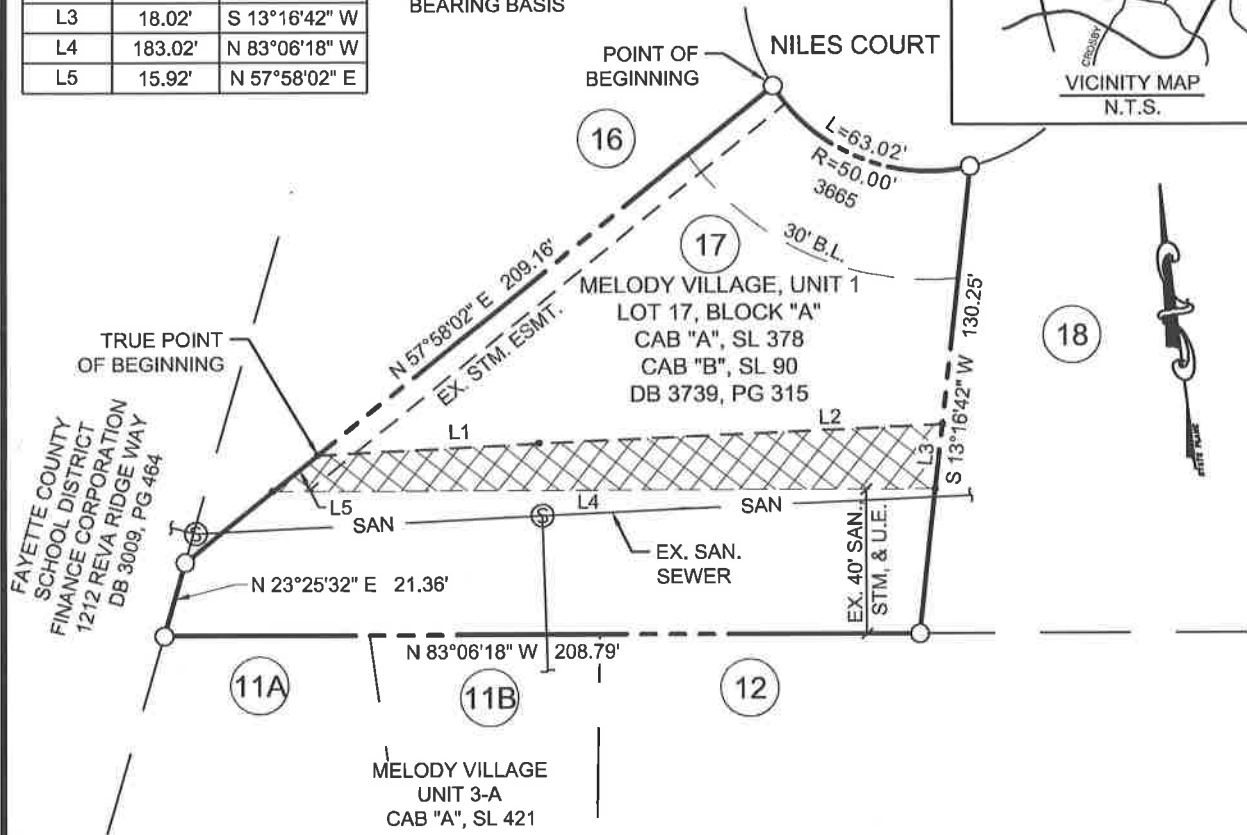 BEARING BASIS
L3 18.02' S 13°16'42" W
L4 183.02' N 83°06'18" W
L5 15.92' N 57°58'02" E
POINT OF
BEGINNING
NILES COURT
CROSBY
VICINITY MAP
N.T.S.
16
L=63.02'
R=50.00'
3665
30' B.L.
17
MELODY VILLAGE, UNIT 1
LOT 17, BLOCK "A"
CAB "A", SL 378
CAB "B", SL 90
DB 3739, PG 315
N 57°58'02" E 209.16'
EX. STM. ESMT.
S 13°16'42" W 130.25'
18
STATE PLANE
TRUE POINT
OF BEGINNING
FAYETTE COUNTY
SCHOOL DISTRICT
FINANCE CORPORATION
1212 REVA RIDGE WAY
DB 3009, PG 464
L1
L2
L3
L4
L5
S
SAN
S
SAN
EX. SAN.
SEWER
EX. 40' SAN.
STM, & U.E.
N 23°25'32" E 21.36'
N 83°06'18" W 208.79'
11A
11B
12
MELODY VILLAGE
UNIT 3-A
CAB "A", SL 421